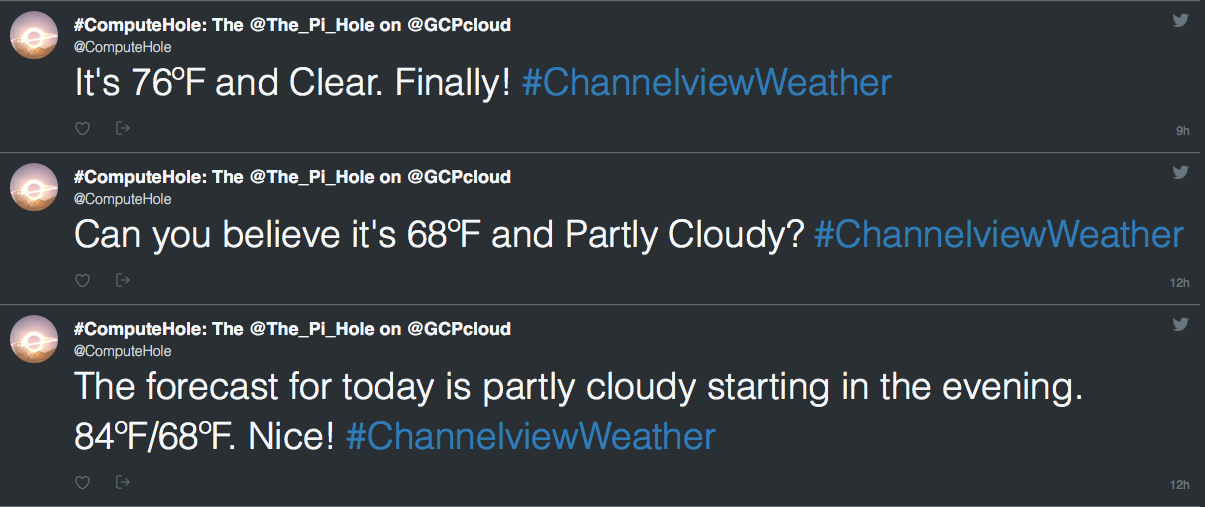 #ComputeHole: The @The_Pi_Hole on @GCPcloud
@ComputeHole
It's 76ºF and Clear. Finally! #ChannelviewWeather
9h
#ComputeHole: The @The_Pi_Hole on @GCPcloud
@ComputeHole
Can you believe it's 68ºF and Partly Cloudy? #ChannelviewWeather
12h
#ComputeHole: The @The_Pi_Hole on @GCPcloud
@ComputeHole
The forecast for today is partly cloudy starting in the evening.
84ºF/68ºF. Nice! #ChannelviewWeather
12h